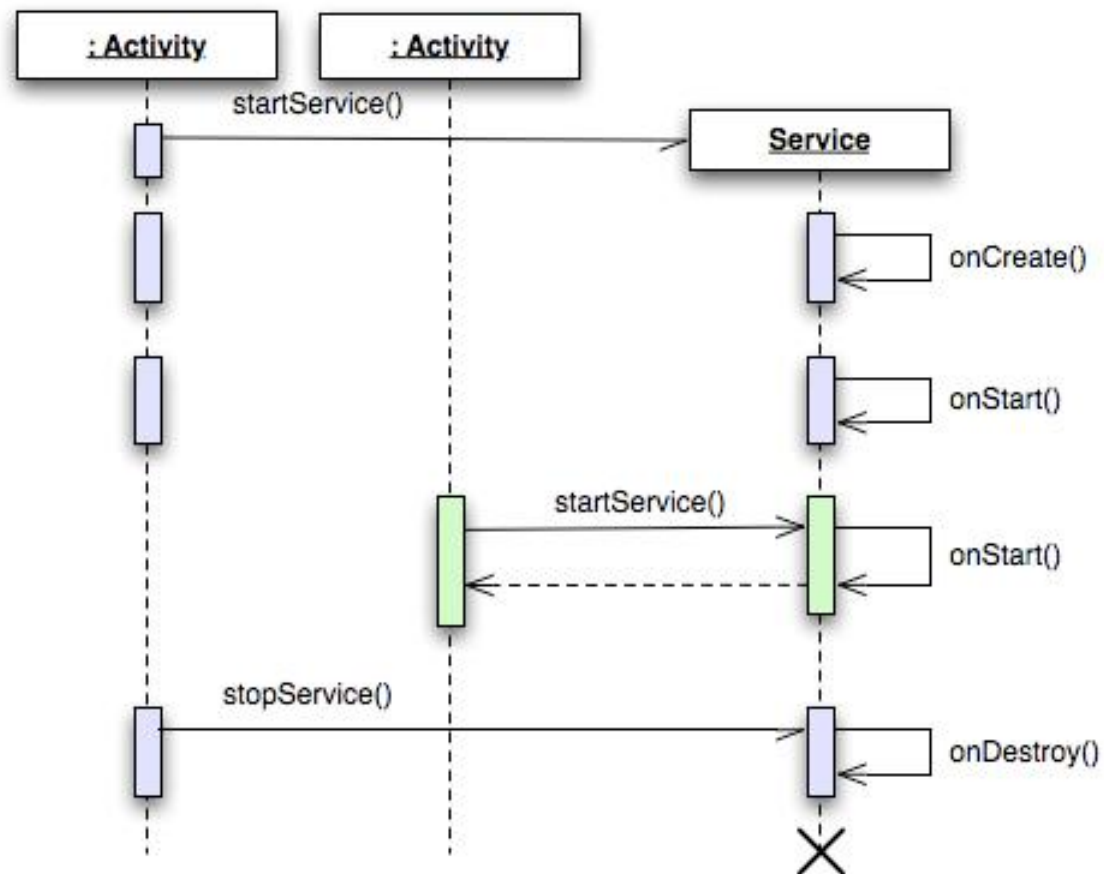 : Activity
: Activity
startService()
Service
onCreate()
onStart()
startService()
onStart()
stopService()
onDestroy()